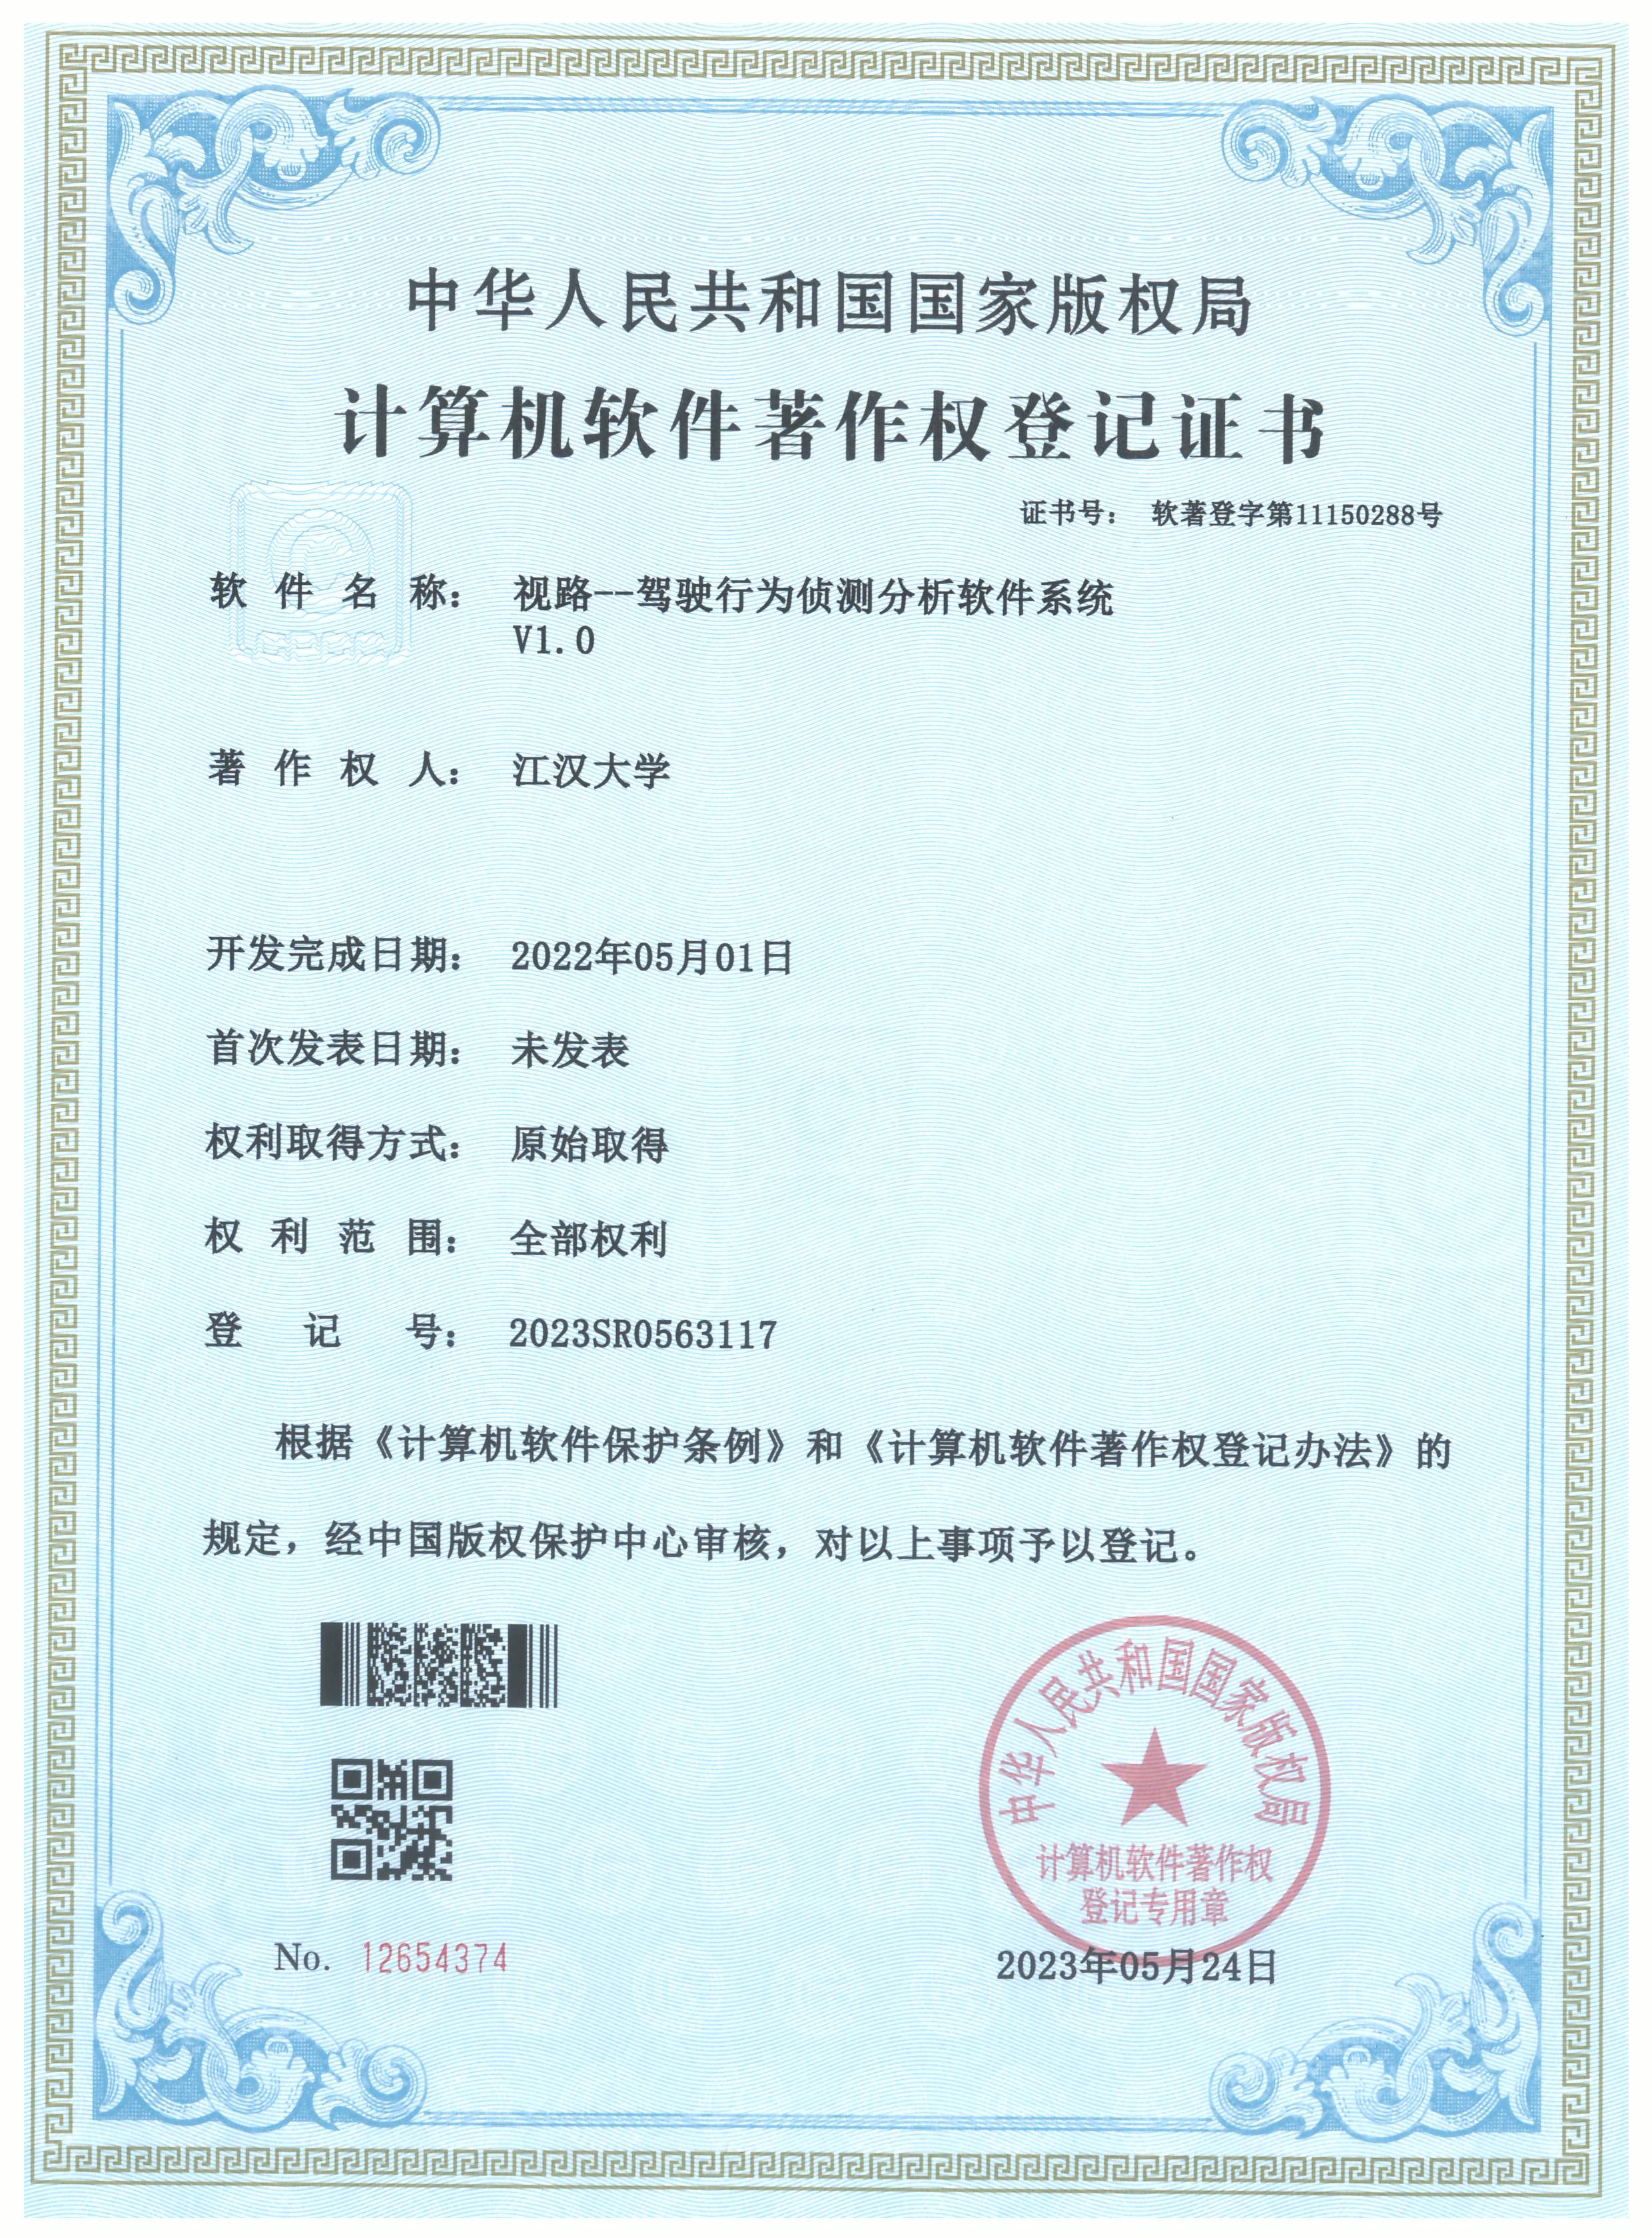 中华人民共和国国家版权局
计算机软件著作权登记证书
证书号： 软著登字第11150288号
软件名称： 视路--驾驶行为侦测分析软件系统
V1.0
著作权人： 江汉大学
开发完成日期： 2022年05月01日
首次发表日期： 未发表
权利取得方式： 原始取得
权利范围： 全部权利
登记号： 2023SR0563117
根据《计算机软件保护条例》和《计算机软件著作权登记办法》的
规定，经中国版权保护中心审核，对以上事项予以登记。
中华人民共和国国家版权局
计算机软件著作权
登记专用章
No. 12654374
2023年05月24日